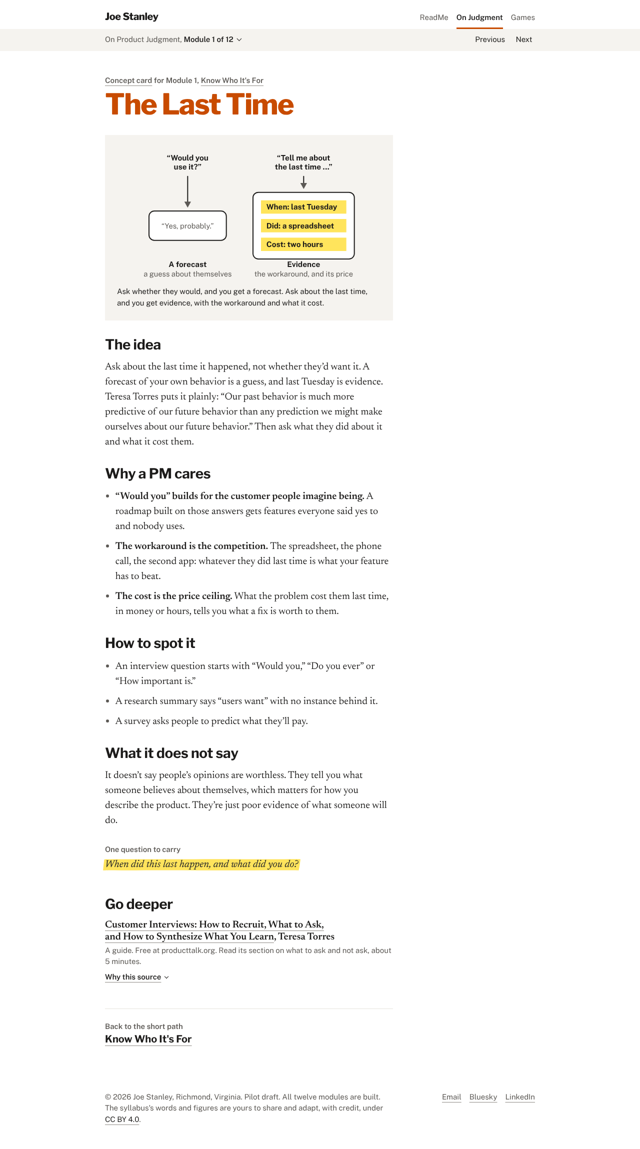 Joe Stanley
ReadMe On Judgment Games
On Product Judgment, Module 1 of 12
Previous Next
Concept card for Module 1, Know Who It's For
The Last Time
“Would you
use it?”
“Tell me about
the last time ...”
“Yes, probably.”
When: last Tuesday
Did: a spreadsheet
Cost: two hours
A forecast
a guess about themselves
Evidence
the workaround, and its price
Ask whether they would, and you get a forecast. Ask about the last time,
and you get evidence, with the workaround and what it cost.
The idea
Ask about the last time it happened, not whether they’d want it. A
forecast of your own behavior is a guess, and last Tuesday is evidence.
Teresa Torres puts it plainly: “Our past behavior is much more
predictive of our future behavior than any prediction we might make
ourselves about our future behavior.” Then ask what they did about it
and what it cost them.
Why a PM cares
“Would you” builds for the customer people imagine being. A
roadmap built on those answers gets features everyone said yes to
and nobody uses.
The workaround is the competition. The spreadsheet, the phone
call, the second app: whatever they did last time is what your feature
has to beat.
The cost is the price ceiling. What the problem cost them last time,
in money or hours, tells you what a fix is worth to them.
How to spot it
An interview question starts with “Would you,” “Do you ever” or
“How important is.”
A research summary says “users want” with no instance behind it.
A survey asks people to predict what they’ll pay.
What it does not say
It doesn’t say people’s opinions are worthless. They tell you what
someone believes about themselves, which matters for how you
describe the product. They’re just poor evidence of what someone will
do.
One question to carry
When did this last happen, and what did you do?
Go deeper
Customer Interviews: How to Recruit, What to Ask,
and How to Synthesize What You Learn, Teresa Torres
A guide. Free at producttalk.org. Read its section on what to ask and not ask, about
5 minutes.
Why this source
Back to the short path
Know Who It's For
© 2026 Joe Stanley, Richmond, Virginia. Pilot draft. All twelve modules are built.
The syllabus's words and figures are yours to share and adapt, with credit, under
CC BY 4.0.
Email Bluesky LinkedIn